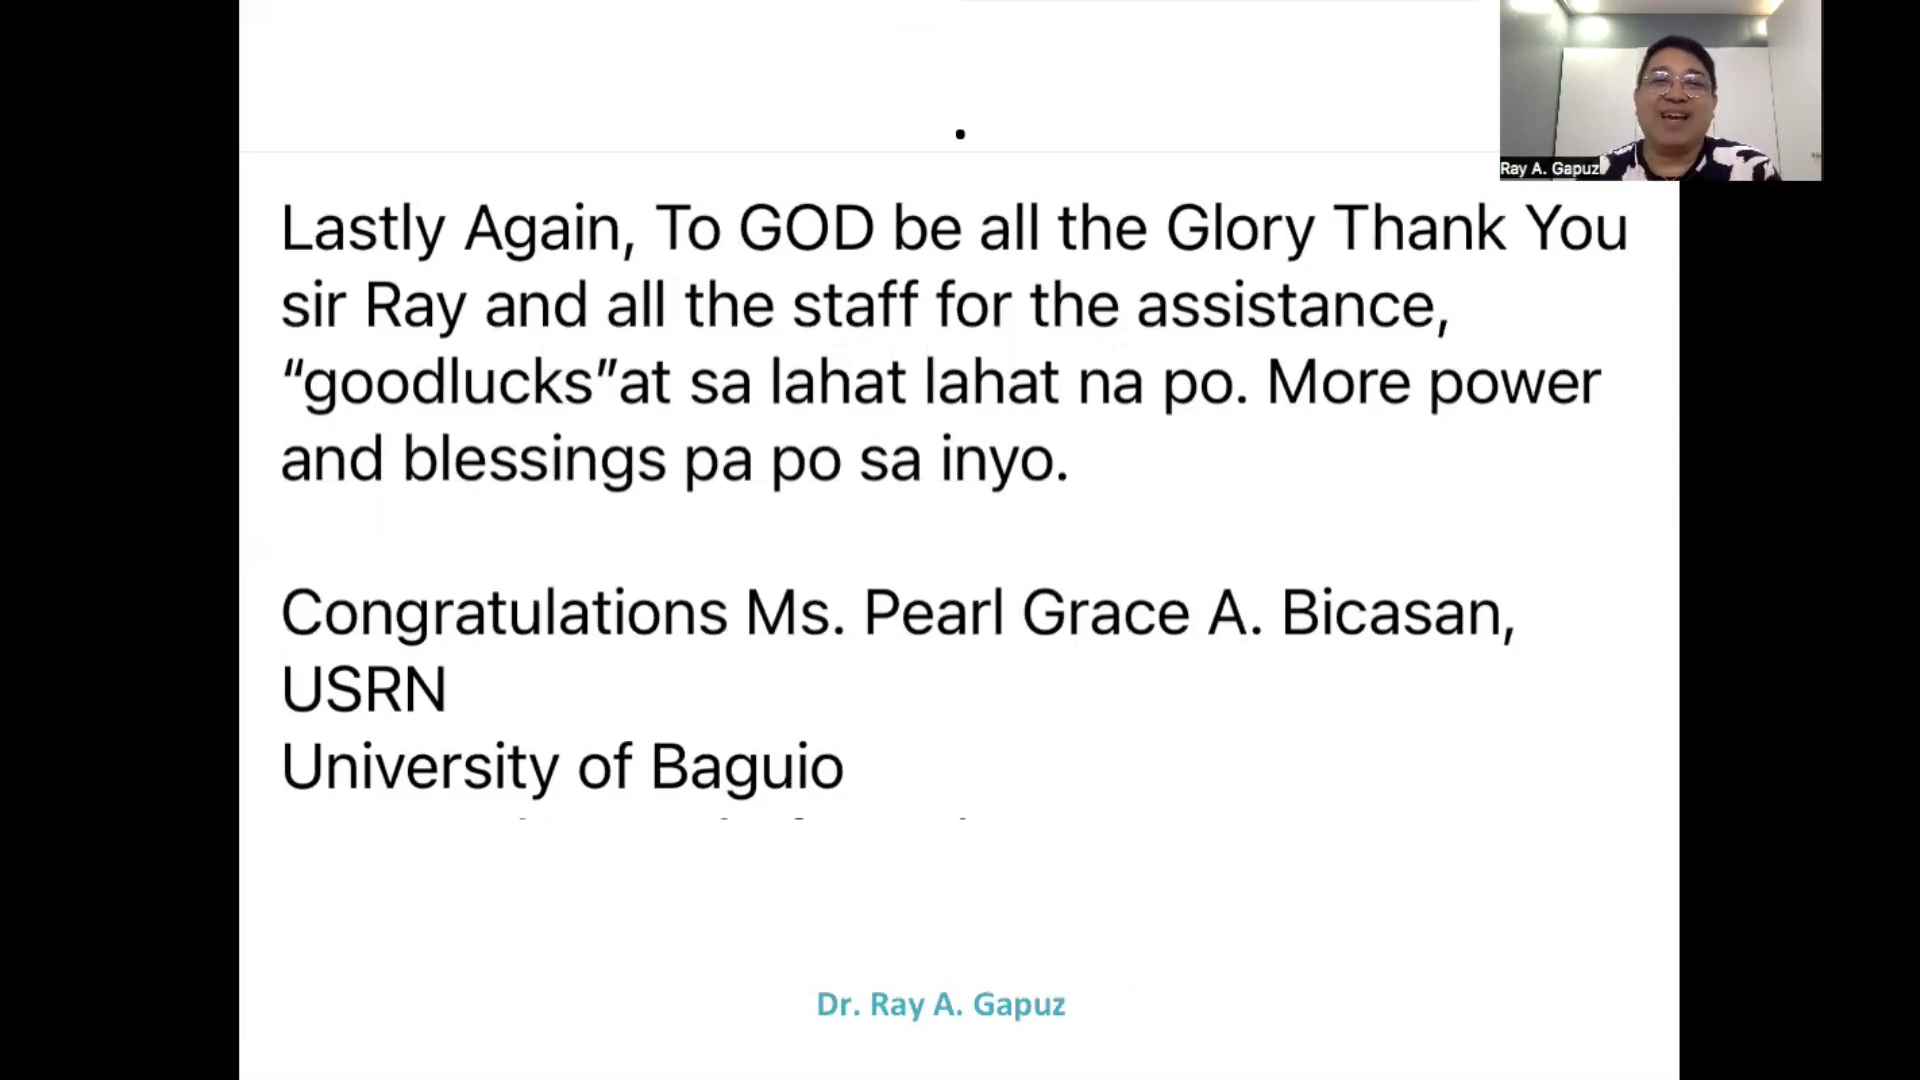 Ray A. Gapuz
Lastly Again, To GOD be all the Glory Thank You
sir Ray and all the staff for the assistance,
“goodlucks”at sa lahat lahat na po. More power
and blessings pa po sa inyo.
Congratulations Ms. Pearl Grace A. Bicasan,
USRN
University of Baguio
Dr. Ray A. Gapuz